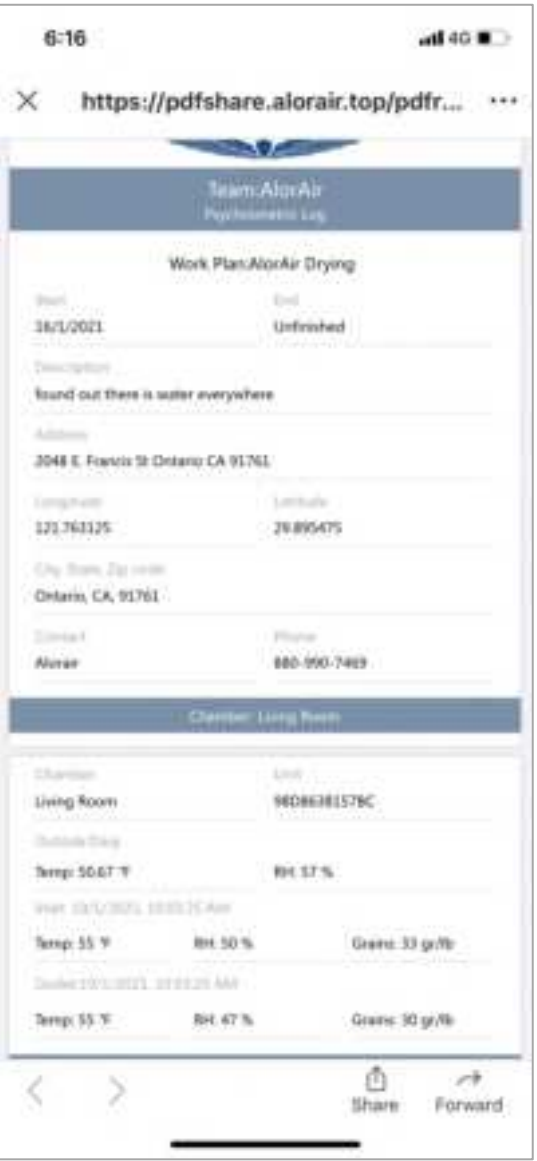 6:16 4G
https://pdfshare.alorair.top/pdfr... ...
Team:AlorAir
Psychrometric Log
Work Plan:AlorAir Drying
Start End
16/1/2021 Unfinished
Description
found out there is water everywhere
Address
2048 E. Francis St Ontario CA 91761
Longitude Latitude
121.763125 29.895475
City, State, Zip code
Ontario, CA, 91761
Contact Phone
Alorair 880-990-7469
Chamber: Living Room
Chamber Unit
Living Room
Temp: 50.67 °F RH: 57 %
Temp: 55 °F RH: 50 % Grains: 33 gr/lb
Temp: 55 °F RH: 47 % Grains: 30 gr/lb
Share Forward